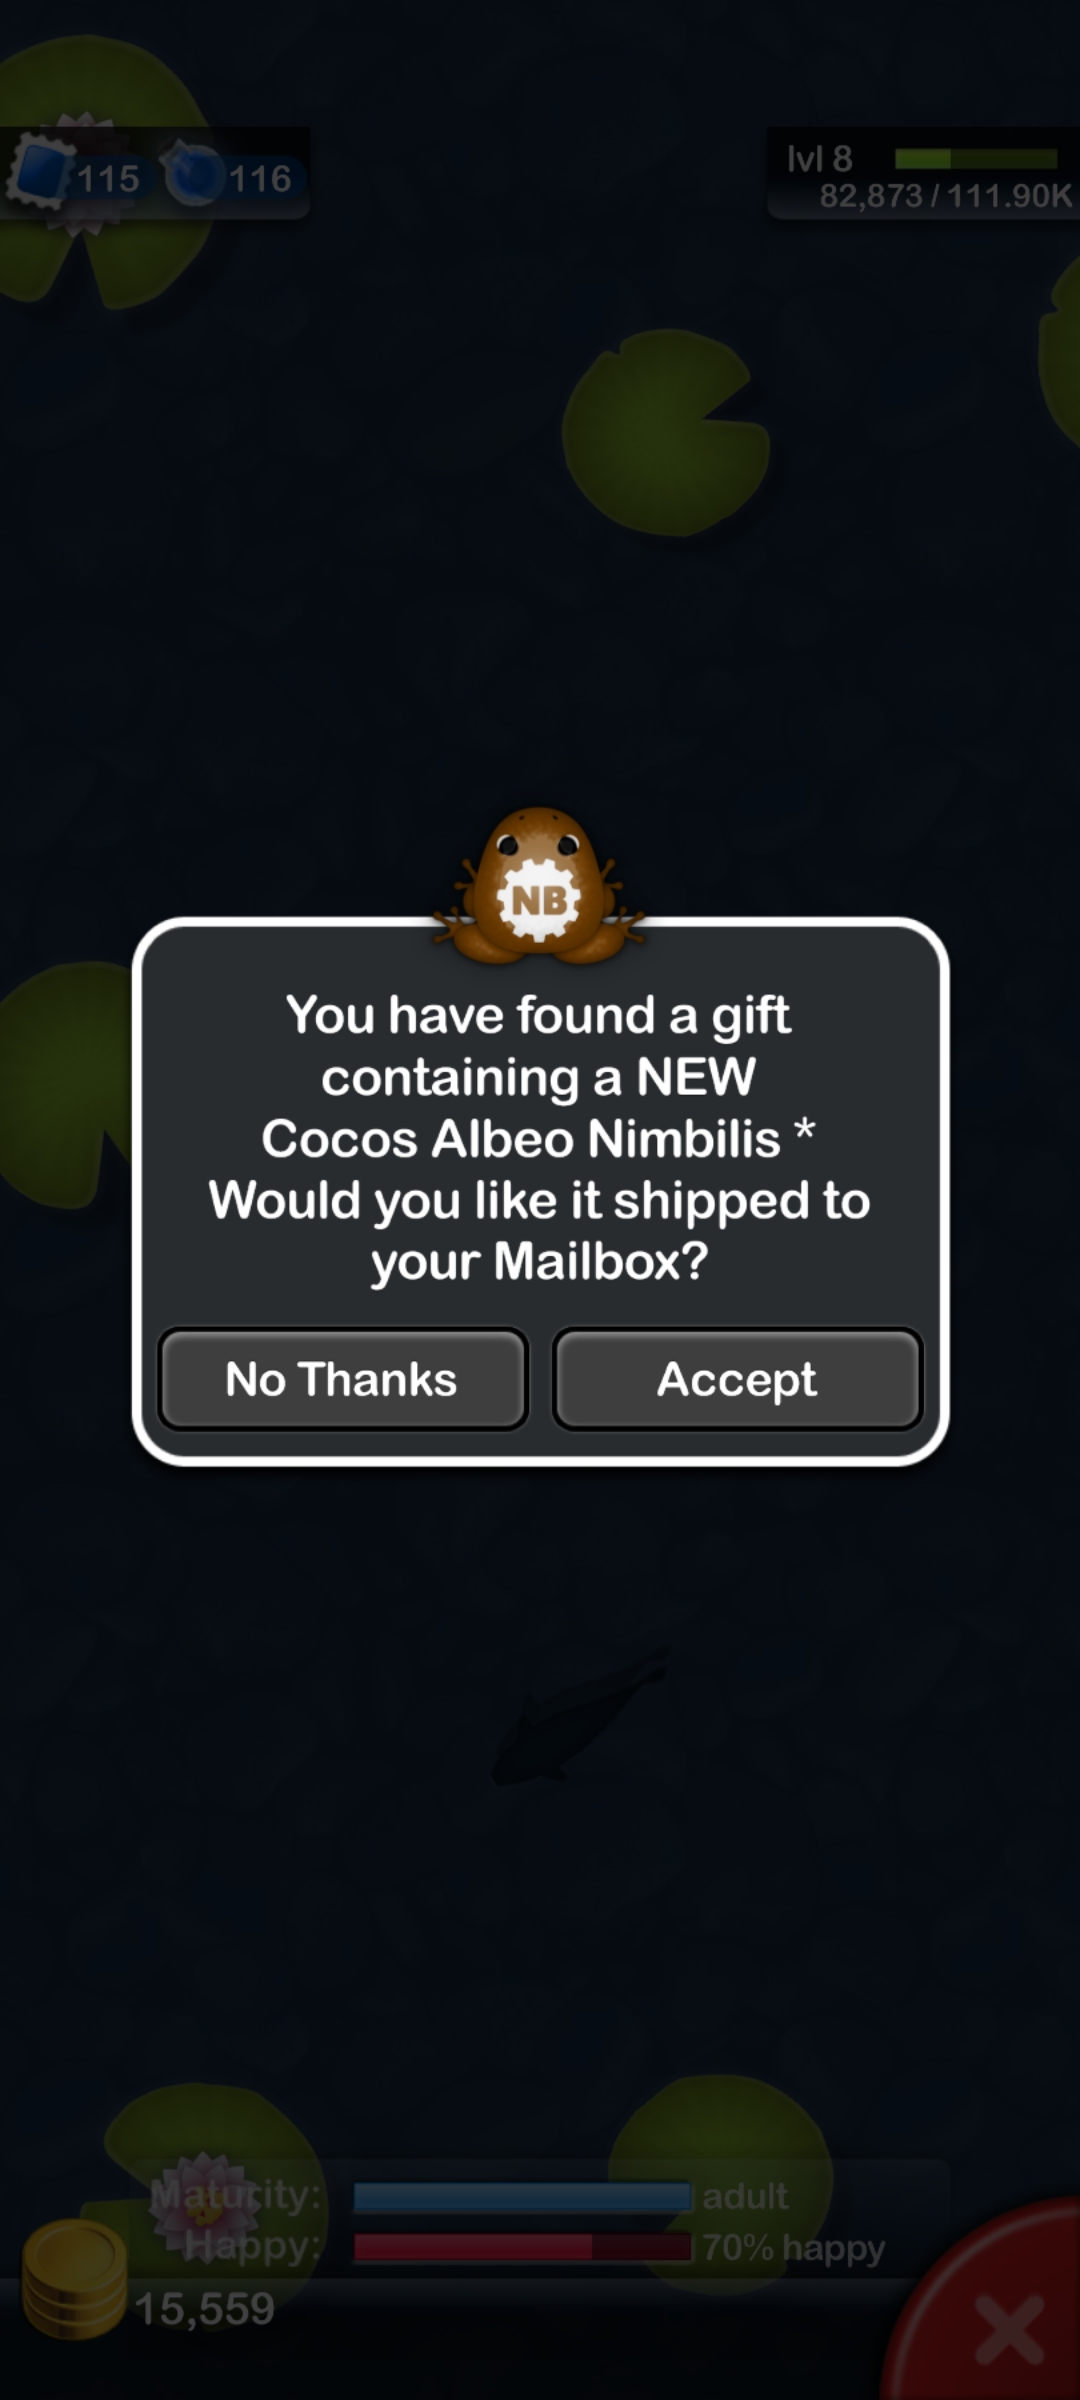 115 116
lvl 8
82,873 / 111.90K
NB
You have found a gift
containing a NEW
Cocos Albeo Nimbilis *
Would you like it shipped to
your Mailbox?
No Thanks
Accept
Maturity: adult
Happy: 70% happy
15,559